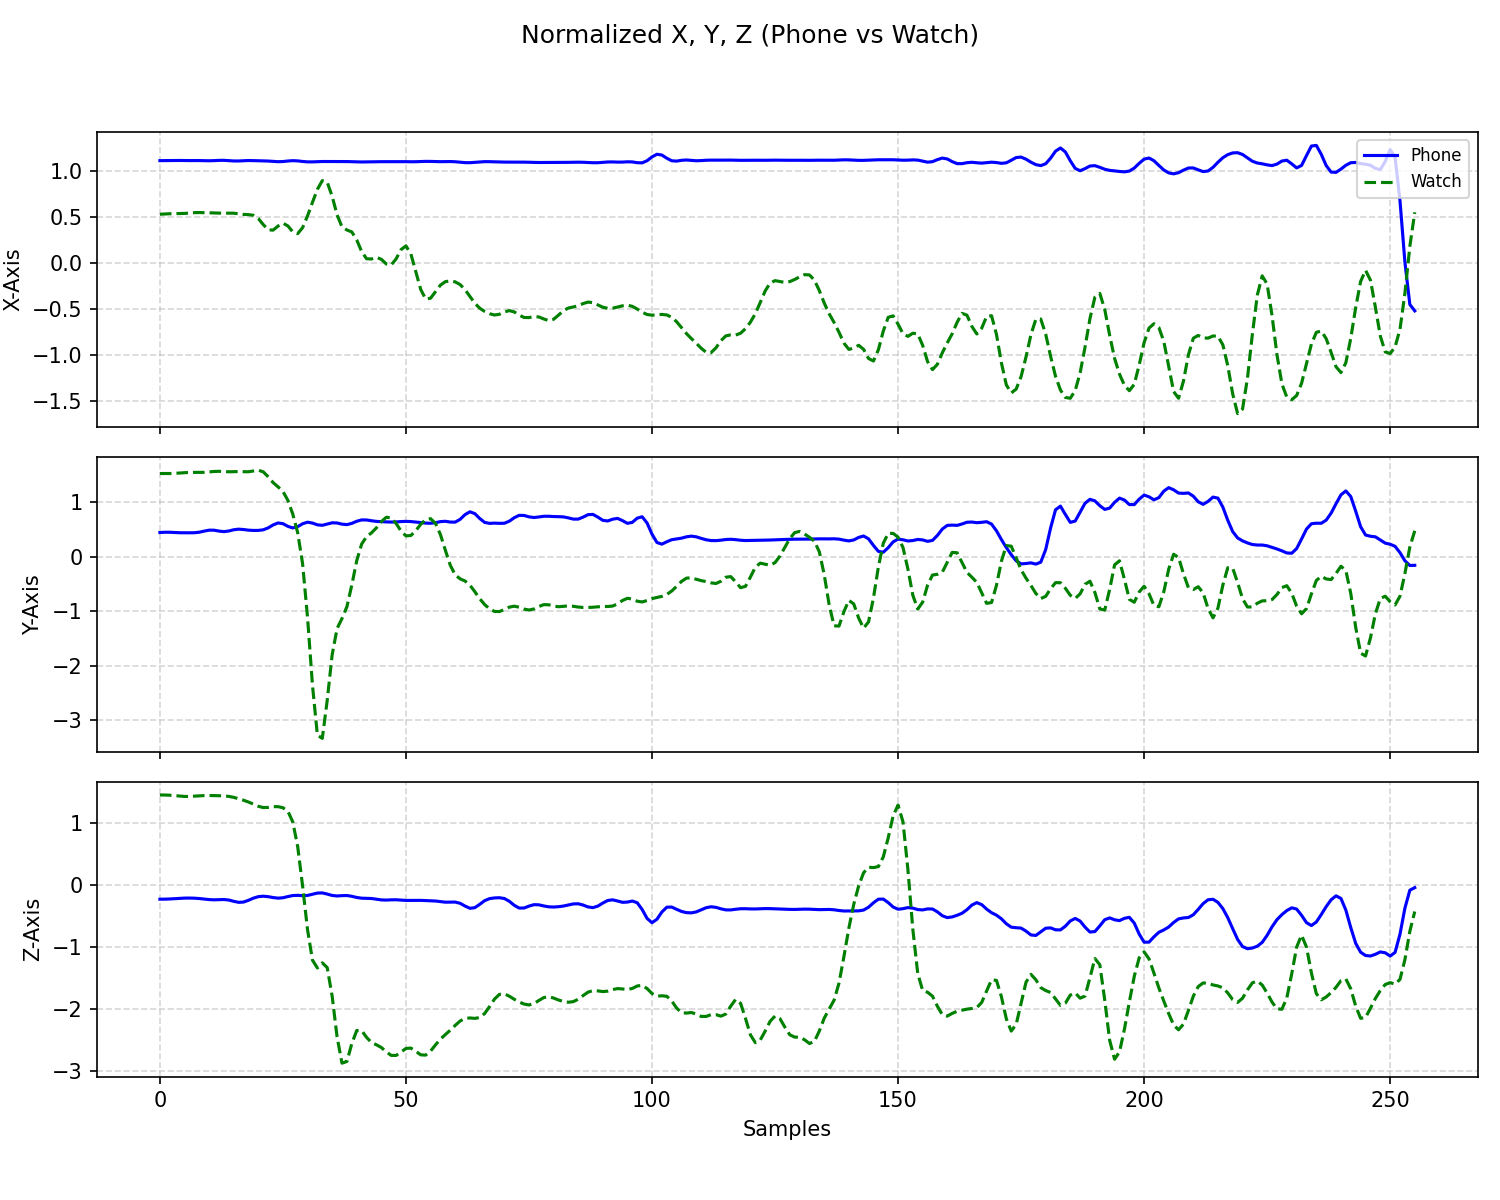 Normalized X, Y, Z (Phone vs Watch)
Phone
Watch
X-Axis
1.0
0.5
0.0
−0.5
−1.0
−1.5
Y-Axis
1
0
−1
−2
−3
Z-Axis
1
0
−1
−2
−3
0 50 100 150 200 250
Samples